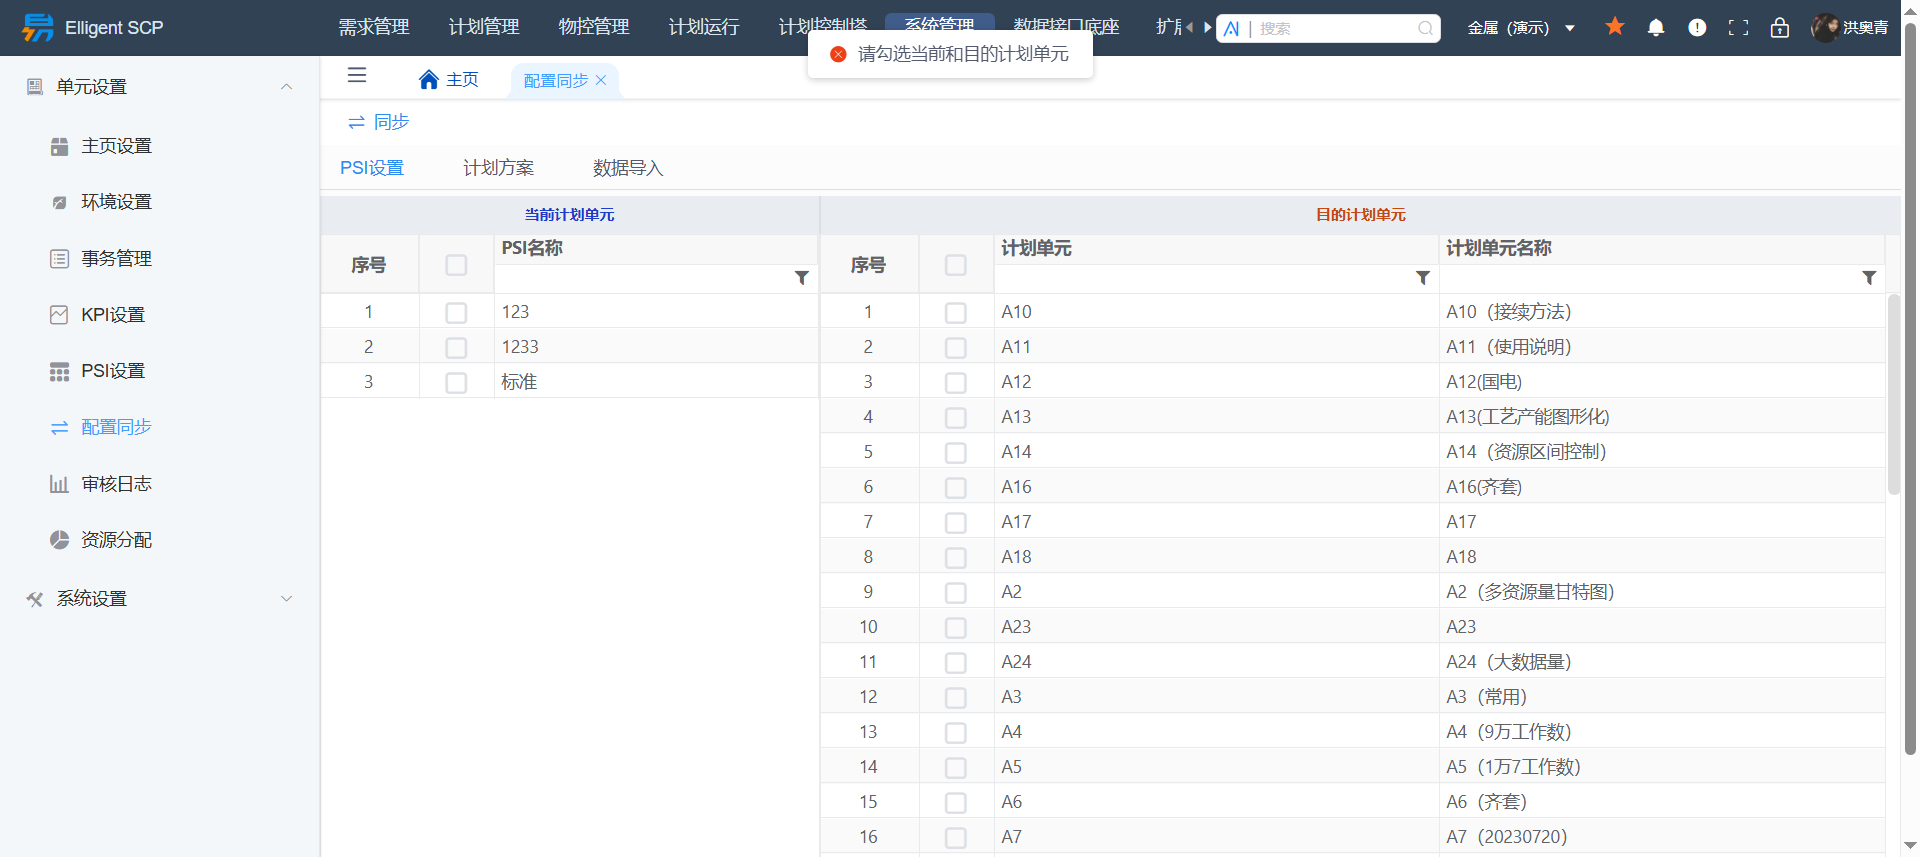 Elligent SCP
需求管理 计划管理 物控管理 计划运行 计划控制塔 系统管理 数据接口底座
AI | 搜索
金属（演示）
洪奥青
请勾选当前和目的计划单元
单元设置
主页设置
环境设置
事务管理
KPI设置
PSI设置
配置同步
审核日志
资源分配
系统设置
主页 配置同步
同步
PSI设置 计划方案 数据导入
当前计划单元 目的计划单元
序号 PSI名称
1 123
2 1233
3 标准
序号 计划单元 计划单元名称
1 A10 A10（接续方法）
2 A11 A11（使用说明）
3 A12 A12(国电)
4 A13 A13(工艺产能图形化)
5 A14 A14（资源区间控制）
6 A16 A16(齐套)
7 A17 A17
8 A18 A18
9 A2 A2（多资源量甘特图）
10 A23 A23
11 A24 A24（大数据量）
12 A3 A3（常用）
13 A4 A4（9万工作数）
14 A5 A5（1万7工作数）
15 A6 A6（齐套）
16 A7 A7（20230720）